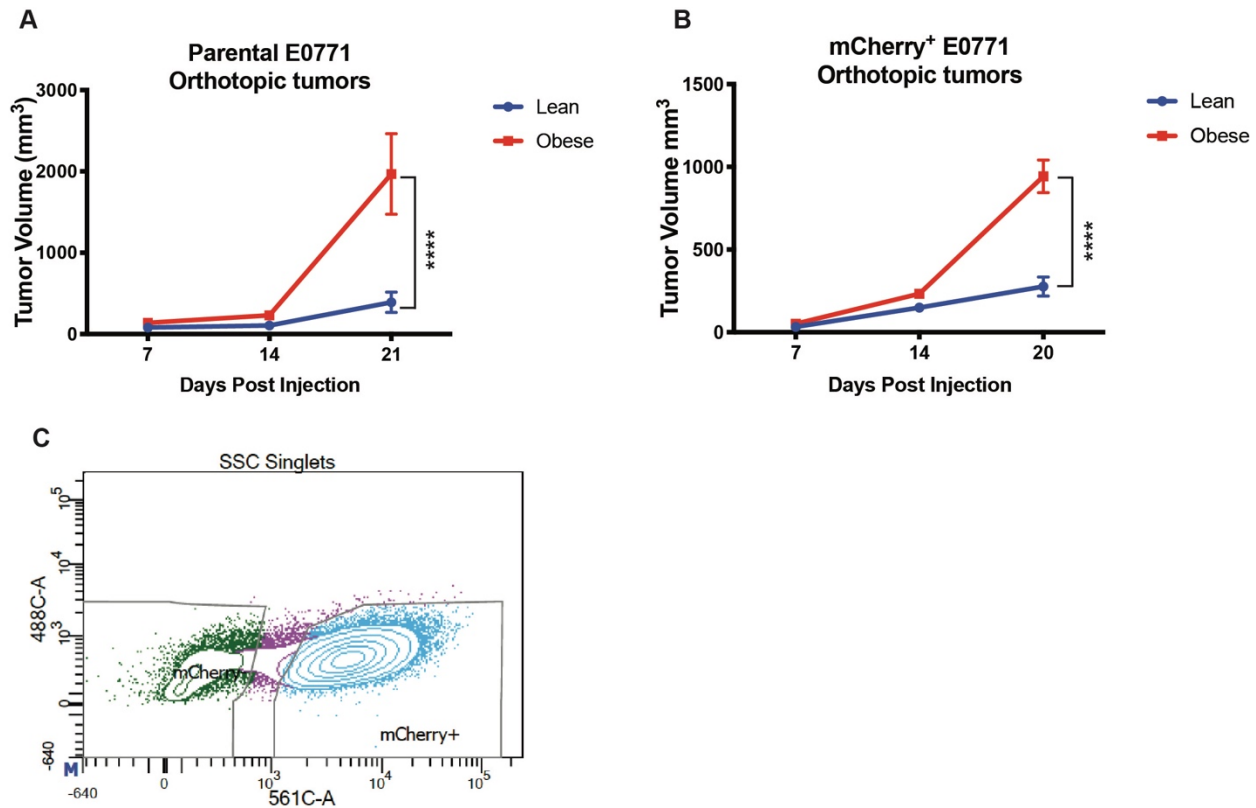 A
Parental E0771
Orthotopic tumors
3000
2000
1000
0
Tumor Volume (mm³)
7 14 21
Days Post Injection
Lean
Obese
****
B
mCherry⁺ E0771
Orthotopic tumors
1500
1000
500
0
Tumor Volume mm³
7 14 20
Days Post Injection
Lean
Obese
****
C
SSC Singlets
10⁵
10⁴
10³
0
-640
488C-A
mCherry-
mCherry+
M
-640 0 10³ 10⁴ 10⁵
561C-A